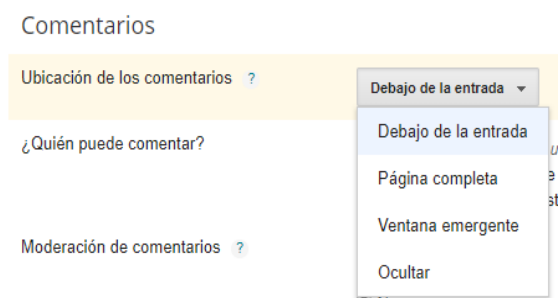 Comentarios
Ubicación de los comentarios ?
Debajo de la entrada
Debajo de la entrada
¿Quién puede comentar?
Página completa
Ventana emergente
Moderación de comentarios ?
Ocultar